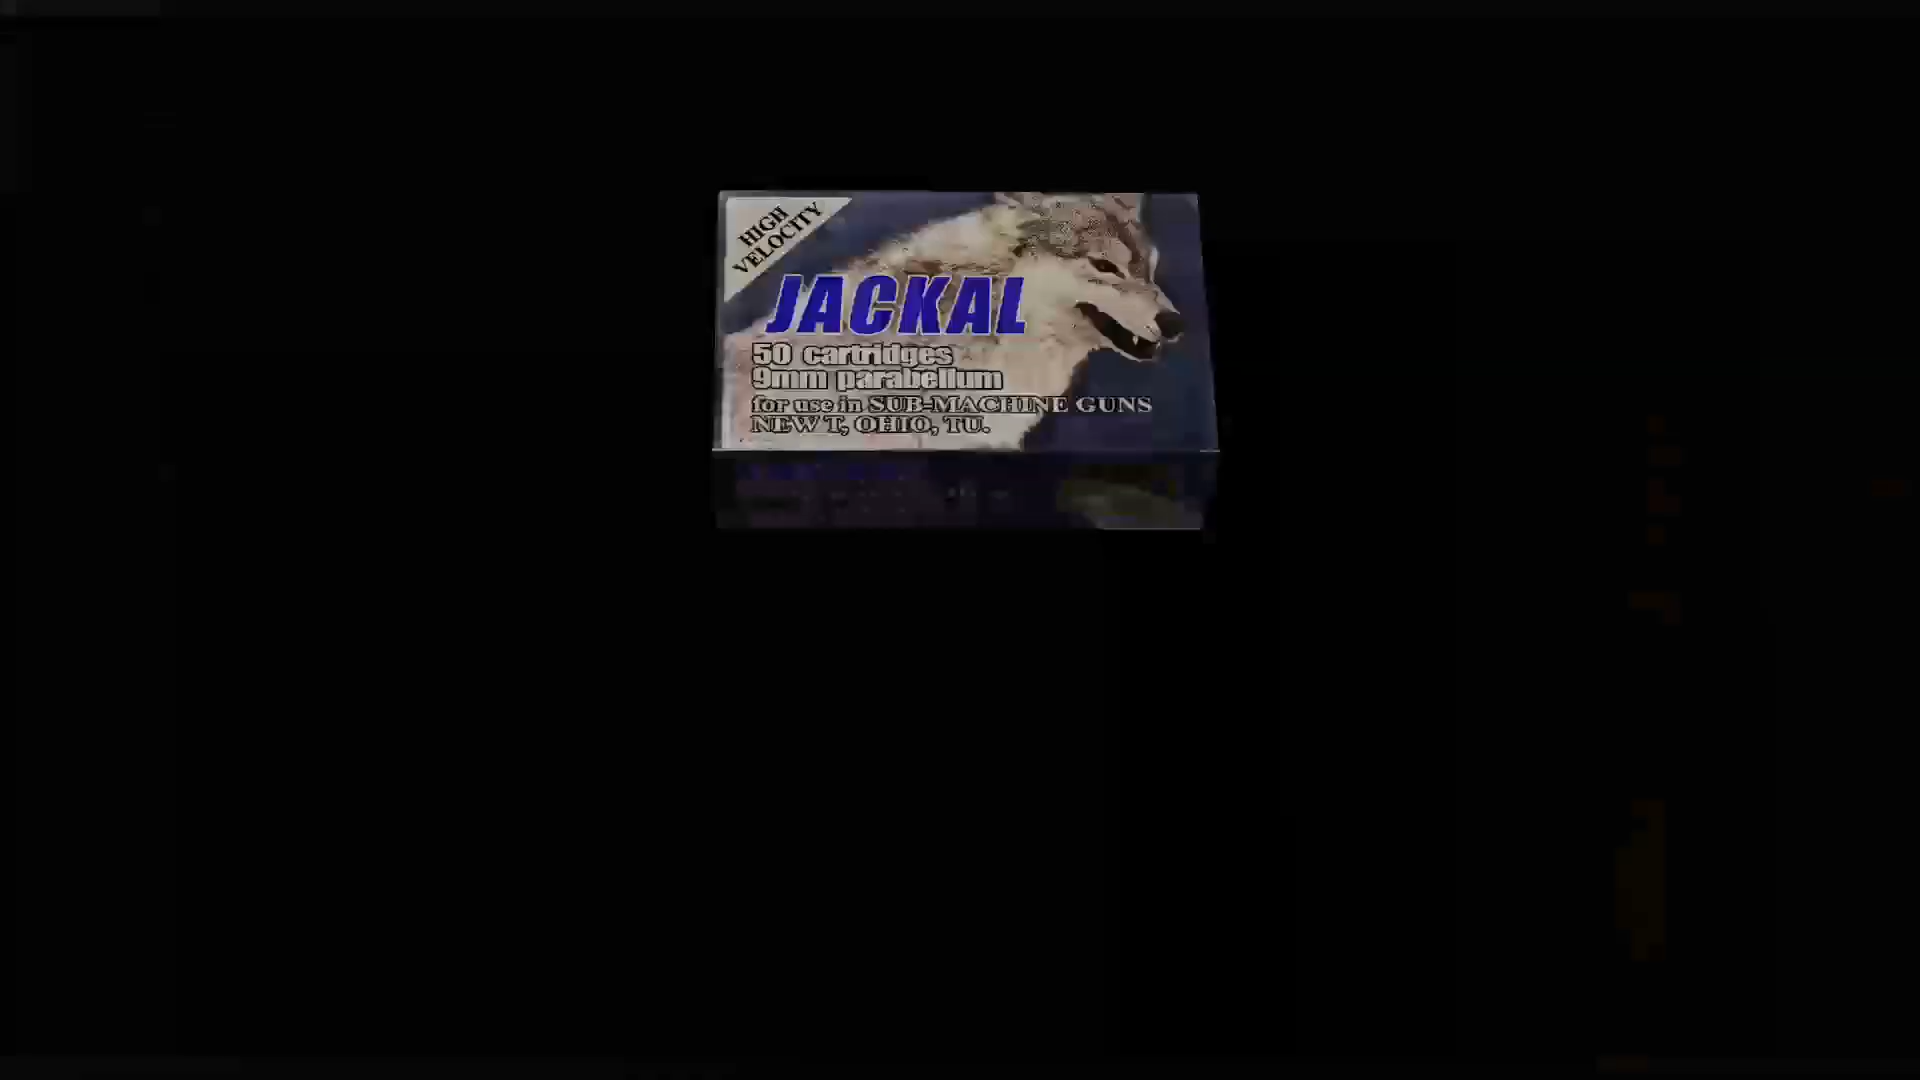 HIGH
VELOCITY
JACKAL
50 cartridges
9mm parabellum
for use in SUB-MACHINE GUNS
NEW T, OHIO, TU.